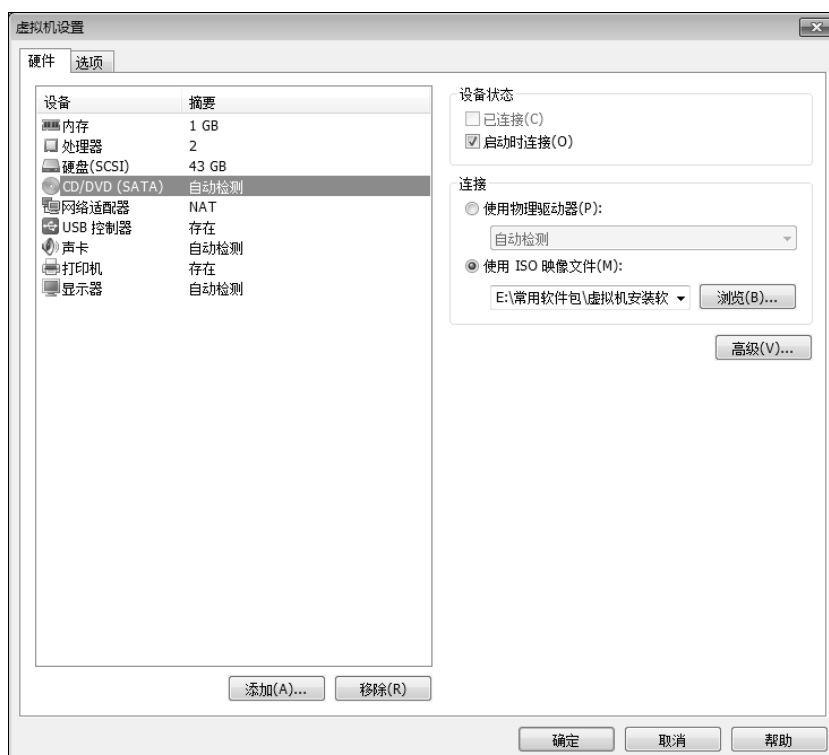 虚拟机设置
硬件 选项
设备 摘要
内存 1 GB
处理器 2
硬盘(SCSI) 43 GB
CD/DVD (SATA) 自动检测
网络适配器 NAT
USB 控制器 存在
声卡 自动检测
打印机 存在
显示器 自动检测
添加(A)... 移除(R)
设备状态
已连接(C)
启动时连接(O)
连接
使用物理驱动器(P):
自动检测
使用 ISO 映像文件(M):
E:\常用软件包\虚拟机安装软 浏览(B)...
高级(V)...
确定 取消 帮助